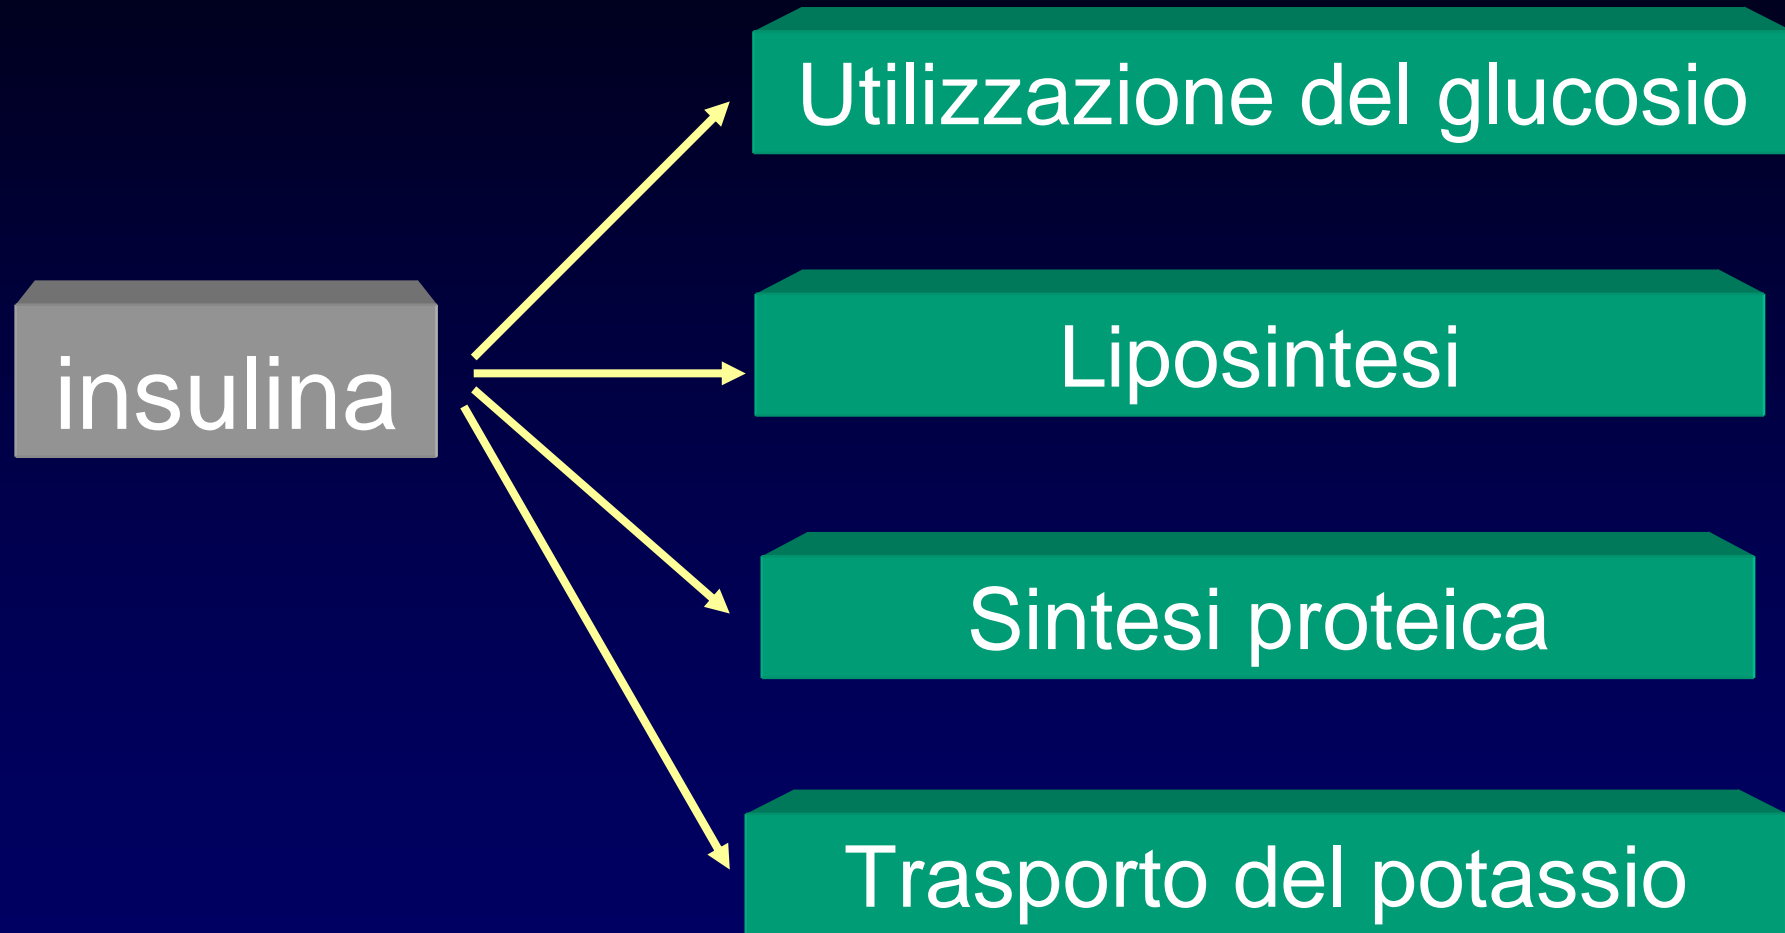 Utilizzazione del glucosio
insulina
Liposintesi
Sintesi proteica
Trasporto del potassio